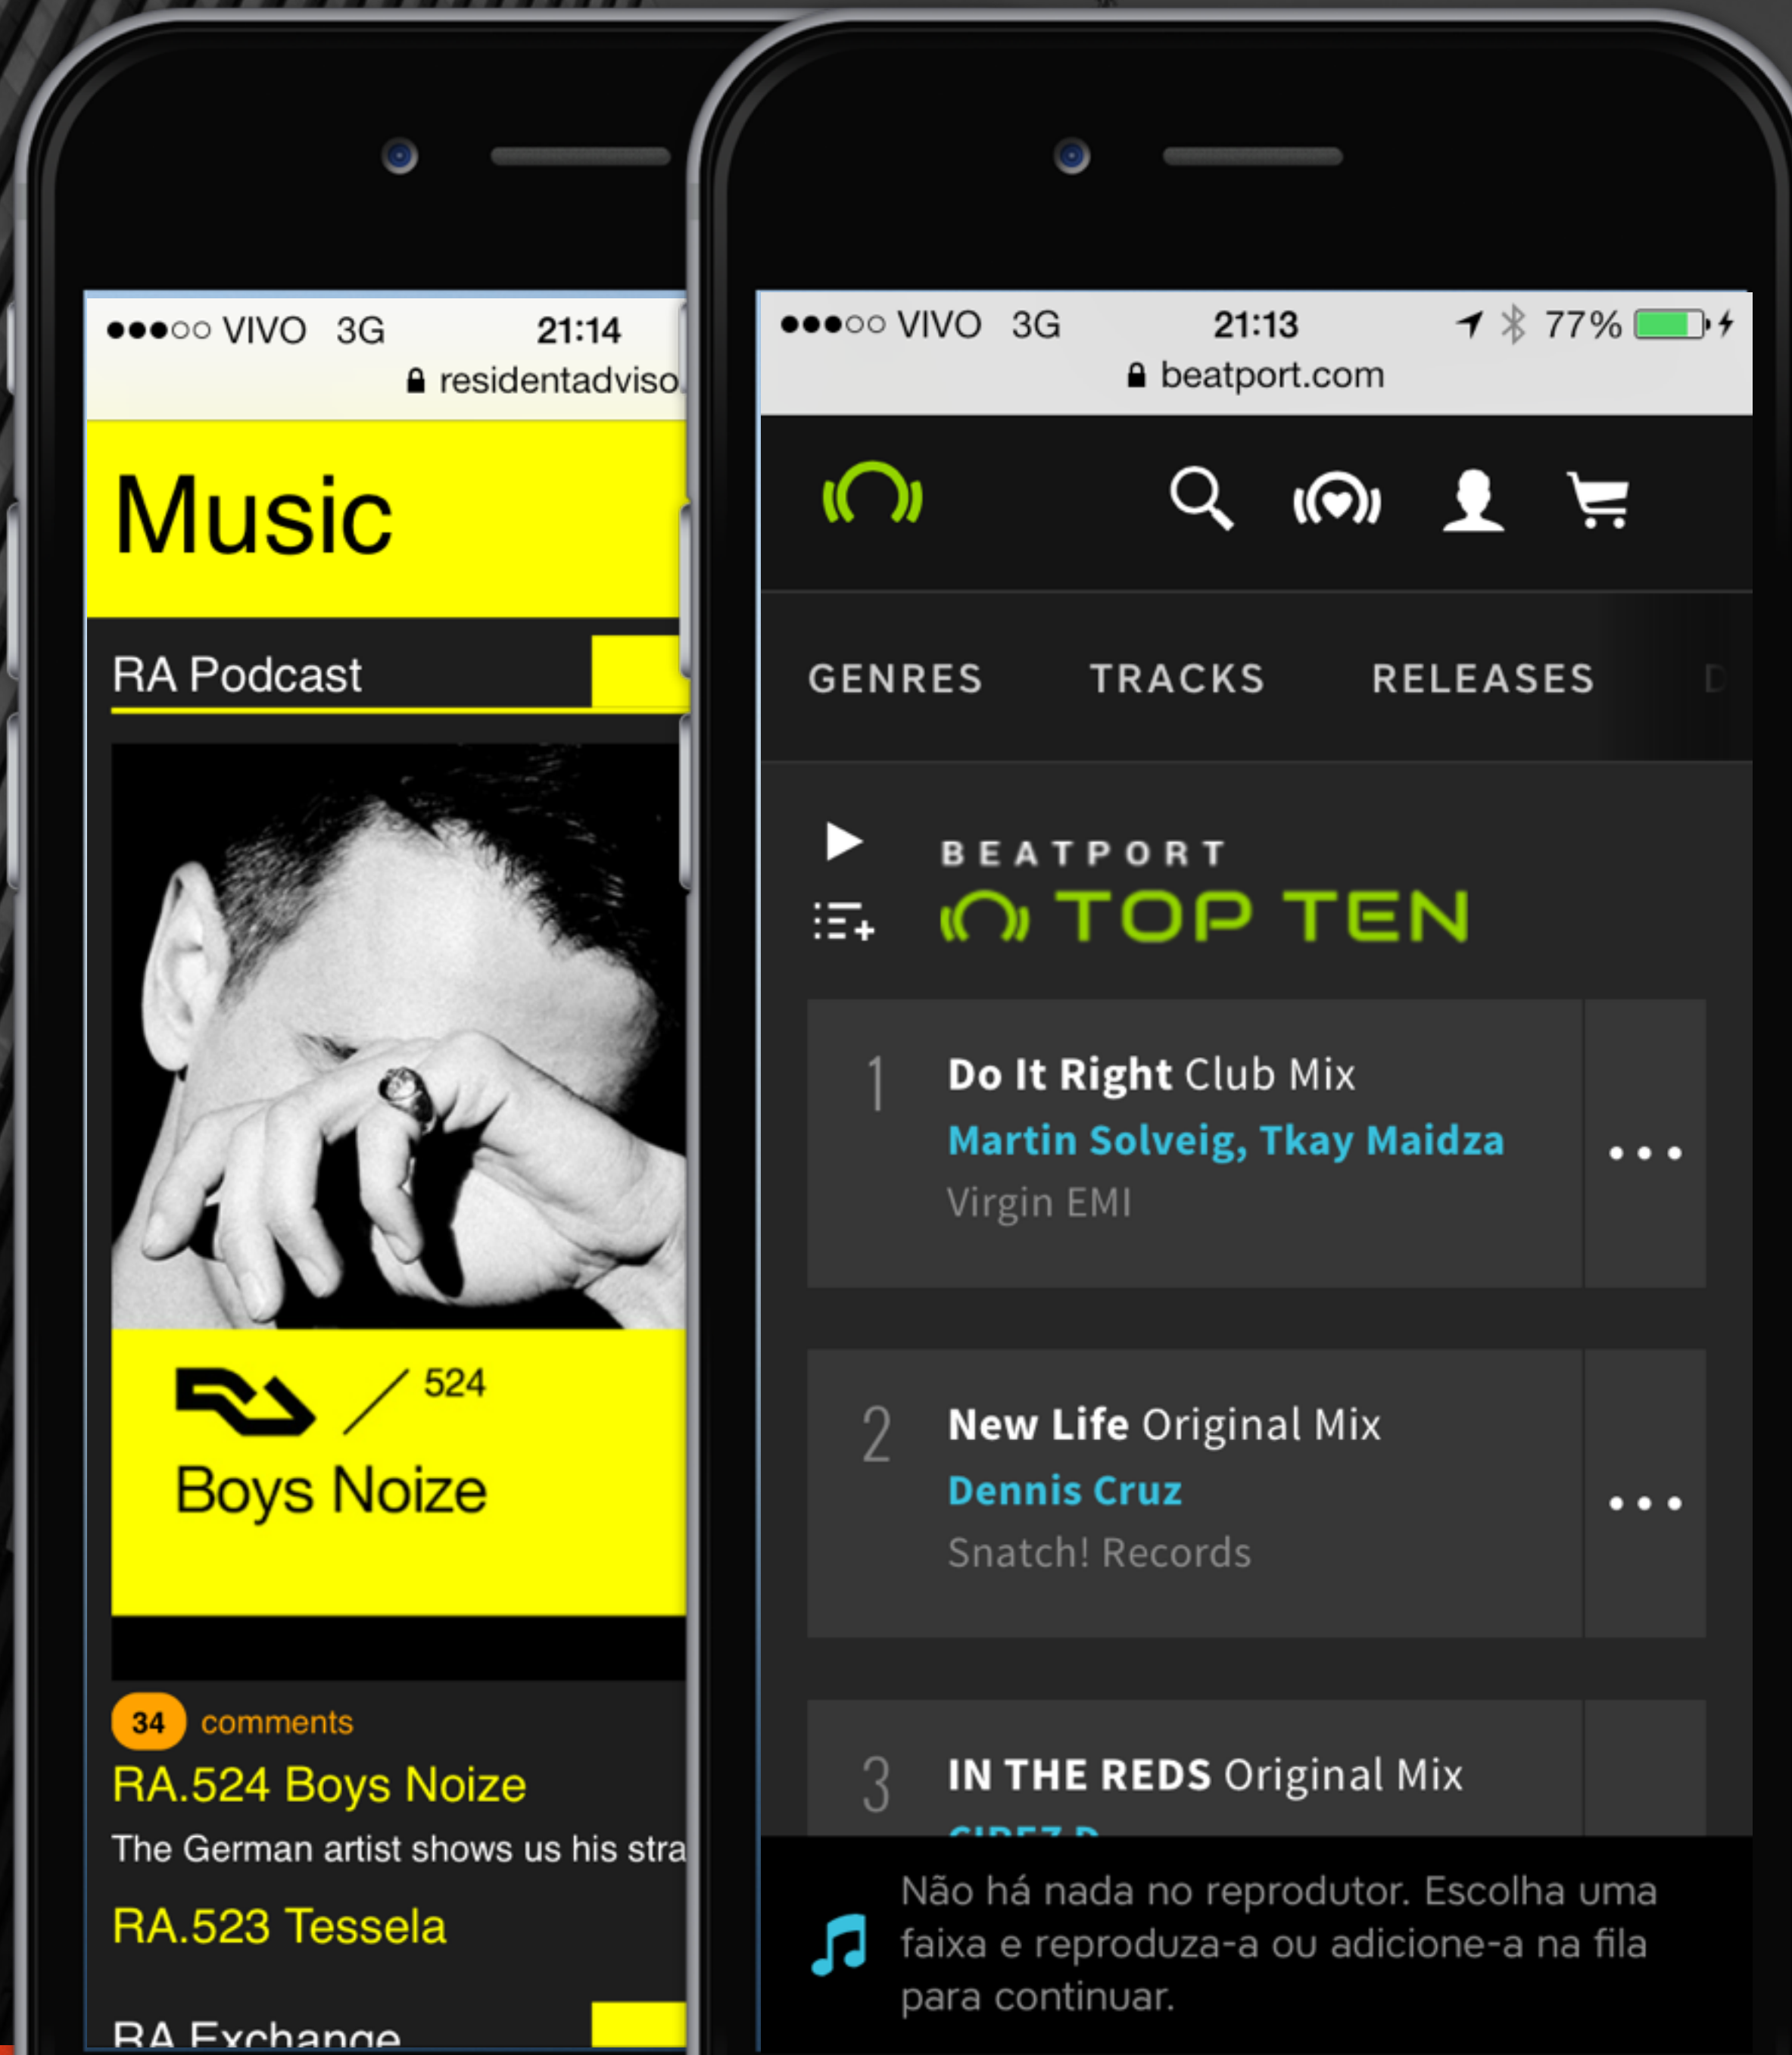 VIVO 3G 21:14
residentadviso
Music
RA Podcast
524
Boys Noize
34 comments
RA.524 Boys Noize
The German artist shows us his stra
RA.523 Tessela
RA Exchange
VIVO 3G 21:13 77%
beatport.com
GENRES TRACKS RELEASES D
BEATPORT
TOP TEN
1
Do It Right Club Mix
Martin Solveig, Tkay Maidza
Virgin EMI
2
New Life Original Mix
Dennis Cruz
Snatch! Records
3
IN THE REDS Original Mix
Não há nada no reprodutor. Escolha uma
faixa e reproduza-a ou adicione-a na fila
para continuar.